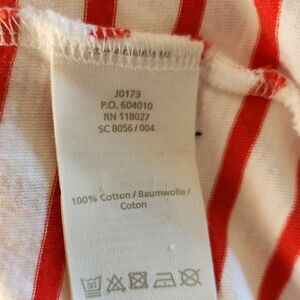 J0173
P.O. 604010
RN 118027
SC 8056 / 004
100% Cotton / Baumwolle /
Coton